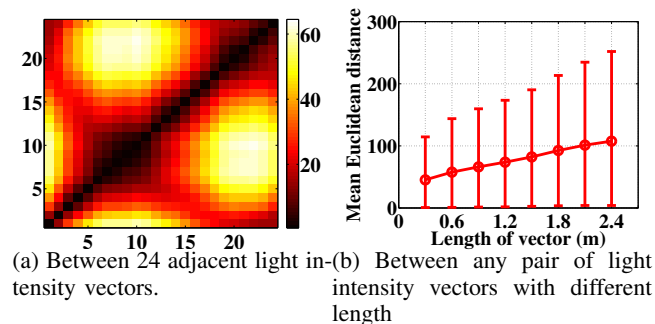 20
15
10
5
5 10 15 20
60
40
20
Mean Euclidean distance
300
200
100
0
0 0.6 1.2 1.8 2.4
Length of vector (m)
(a) Between 24 adjacent light in-
tensity vectors.
(b) Between any pair of light
intensity vectors with different
length